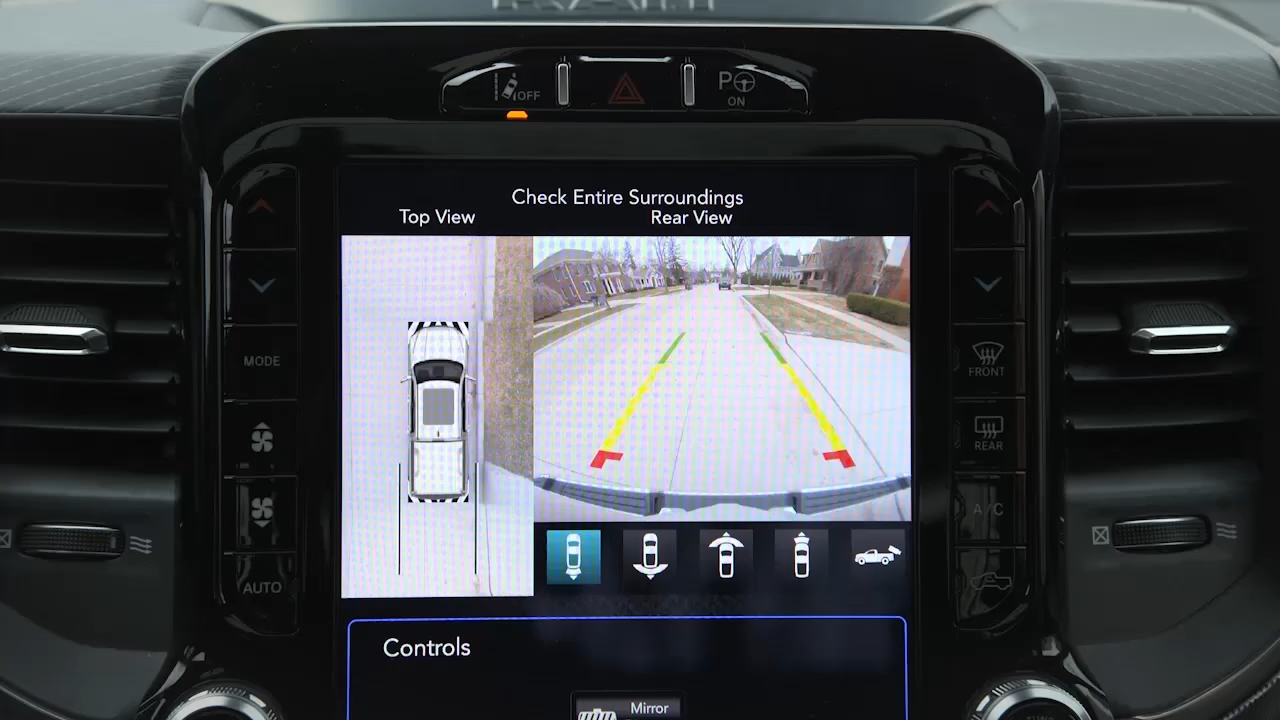 OFF
P
ON
Check Entire Surroundings
Top View
Rear View
MODE
FRONT
REAR
A/C
AUTO
Controls
Mirror